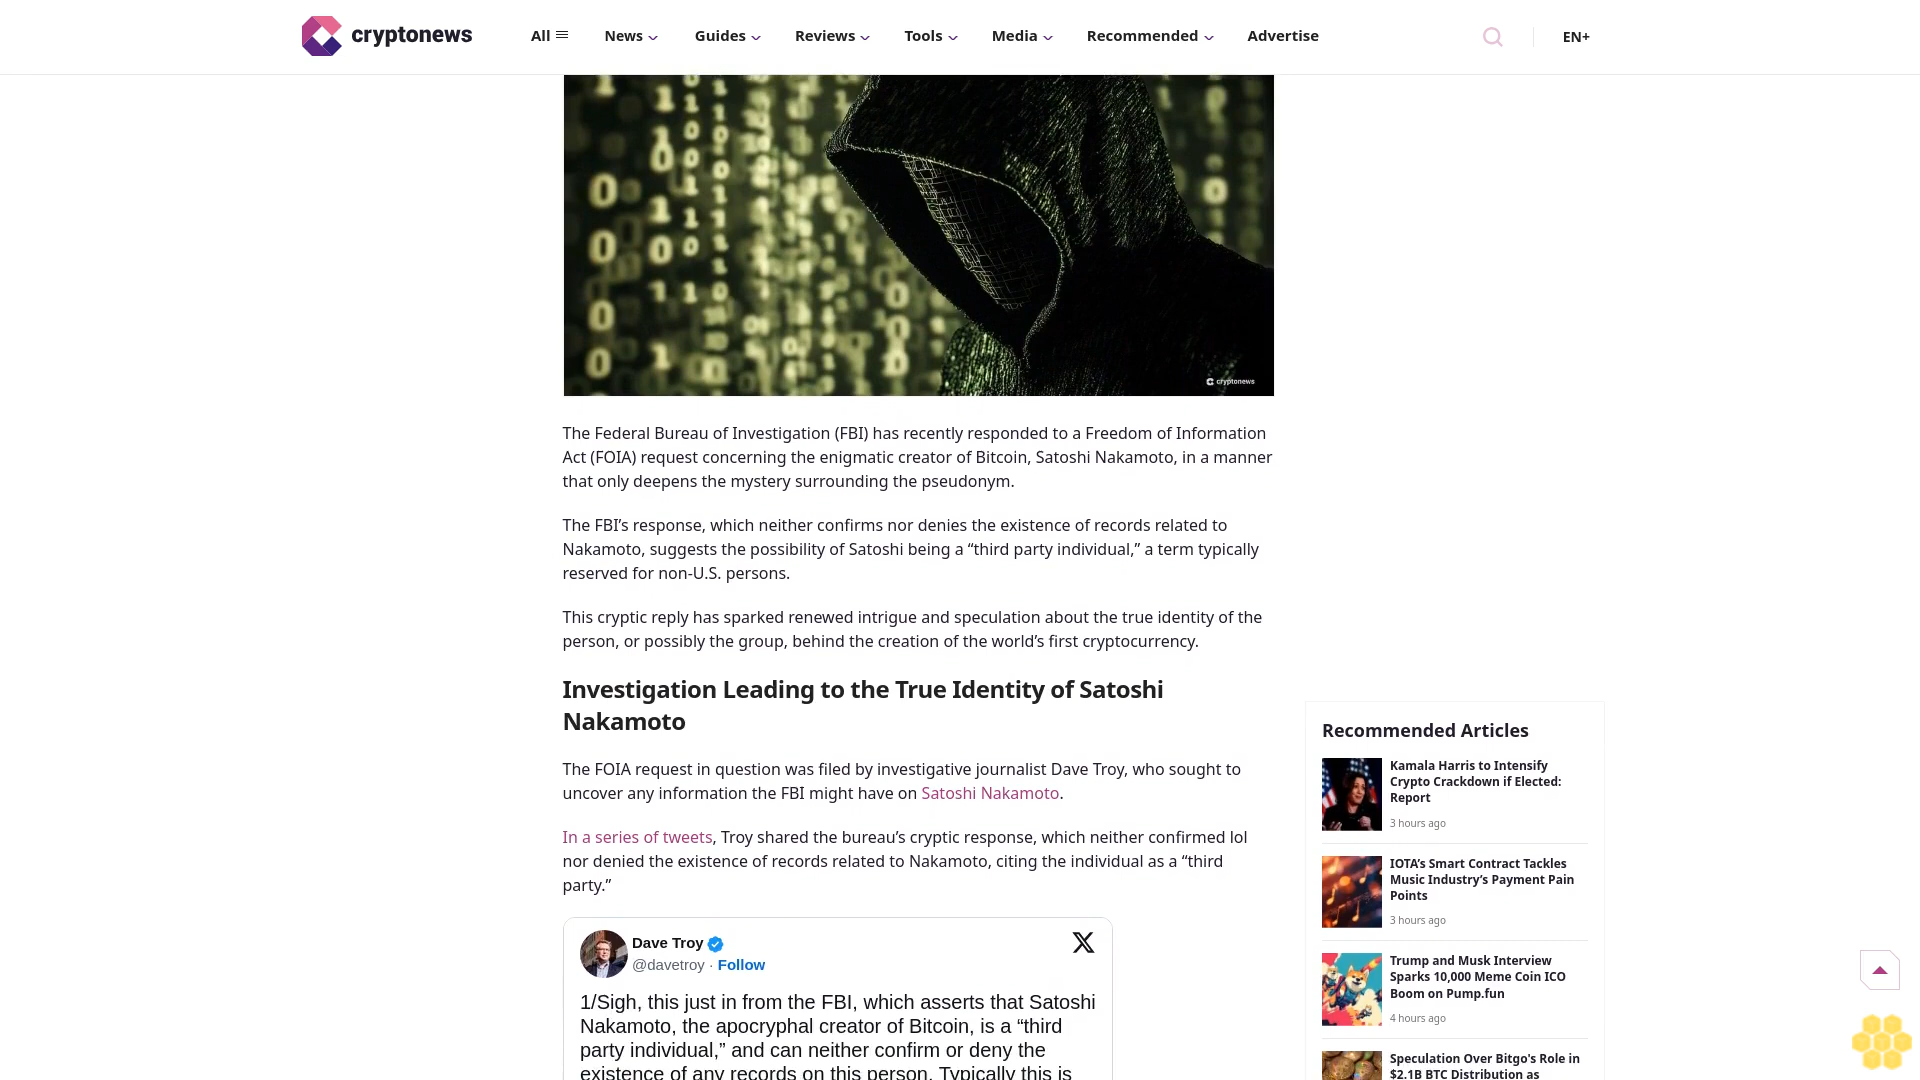 cryptonews
All
News
Guides
Reviews
Tools
Media
Recommended
Advertise
EN+
cryptonews
The Federal Bureau of Investigation (FBI) has recently responded to a Freedom of Information
Act (FOIA) request concerning the enigmatic creator of Bitcoin, Satoshi Nakamoto, in a manner
that only deepens the mystery surrounding the pseudonym.
The FBI’s response, which neither confirms nor denies the existence of records related to
Nakamoto, suggests the possibility of Satoshi being a “third party individual,” a term typically
reserved for non-U.S. persons.
This cryptic reply has sparked renewed intrigue and speculation about the true identity of the
person, or possibly the group, behind the creation of the world’s first cryptocurrency.
Investigation Leading to the True Identity of Satoshi
Nakamoto
The FOIA request in question was filed by investigative journalist Dave Troy, who sought to
uncover any information the FBI might have on Satoshi Nakamoto.
In a series of tweets, Troy shared the bureau’s cryptic response, which neither confirmed lol
nor denied the existence of records related to Nakamoto, citing the individual as a “third
party.”
Dave Troy
@davetroy · Follow
1/Sigh, this just in from the FBI, which asserts that Satoshi
Nakamoto, the apocryphal creator of Bitcoin, is a “third
party individual,” and can neither confirm or deny the
existence of any records on this person. Typically this is
Recommended Articles
Kamala Harris to Intensify
Crypto Crackdown if Elected:
Report
3 hours ago
IOTA’s Smart Contract Tackles
Music Industry’s Payment Pain
Points
3 hours ago
Trump and Musk Interview
Sparks 10,000 Meme Coin ICO
Boom on Pump.fun
4 hours ago
Speculation Over Bitgo's Role in
$2.1B BTC Distribution as